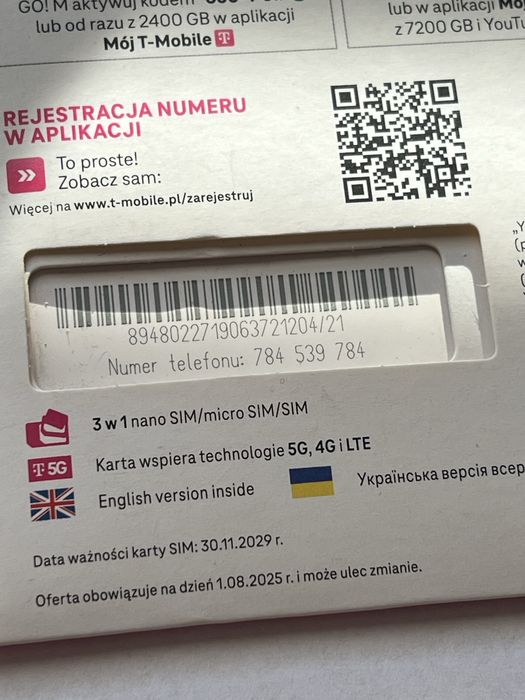 lub od razu z 2400 GB w aplikacji
Mój T-Mobile
lub w aplikacji
z 7200 GB i
REJESTRACJA NUMERU
W APLIKACJI
To proste!
Zobacz sam:
Więcej na www.t-mobile.pl/zarejestruj
8948022719063721204/21
Numer telefonu: 784 539 784
3 w 1 nano SIM/micro SIM/SIM
T 5G
Karta wspiera technologie 5G, 4G i LTE
English version inside
Українська версія
Data ważności karty SIM: 30.11.2029 r.
Oferta obowiązuje na dzień 1.08.2025 r. i może ulec zmianie.